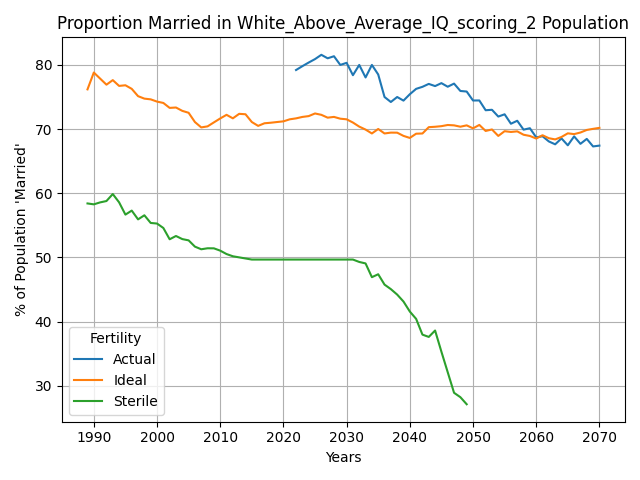 Proportion Married in White_Above_Average_IQ_scoring_2 Population
% of Population 'Married'
80
70
60
50
40
30
Fertility
Actual
Ideal
Sterile
1990 2000 2010 2020 2030 2040 2050 2060 2070
Years